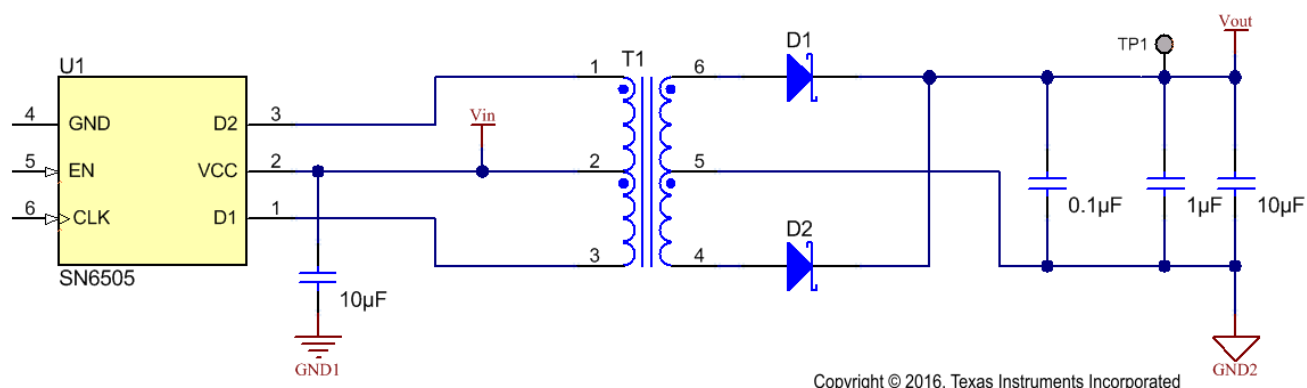 U1
4 GND D2 3
5 EN VCC 2
6 CLK D1 1
SN6505
10µF
GND1
Vin
T1
1 6
2 5
3 4
D1
D2
TP1
Vout
0.1µF
1µF
10µF
GND2
Copyright © 2016, Texas Instruments Incorporated